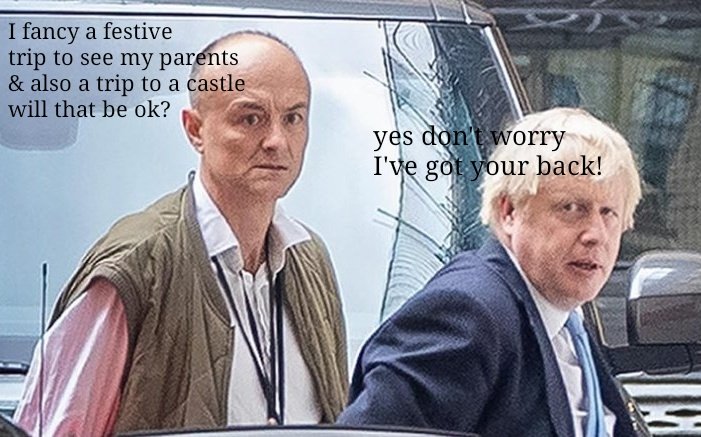 I fancy a festive
trip to see my parents
& also a trip to a castle
will that be ok?
yes don't worry
I've got your back!